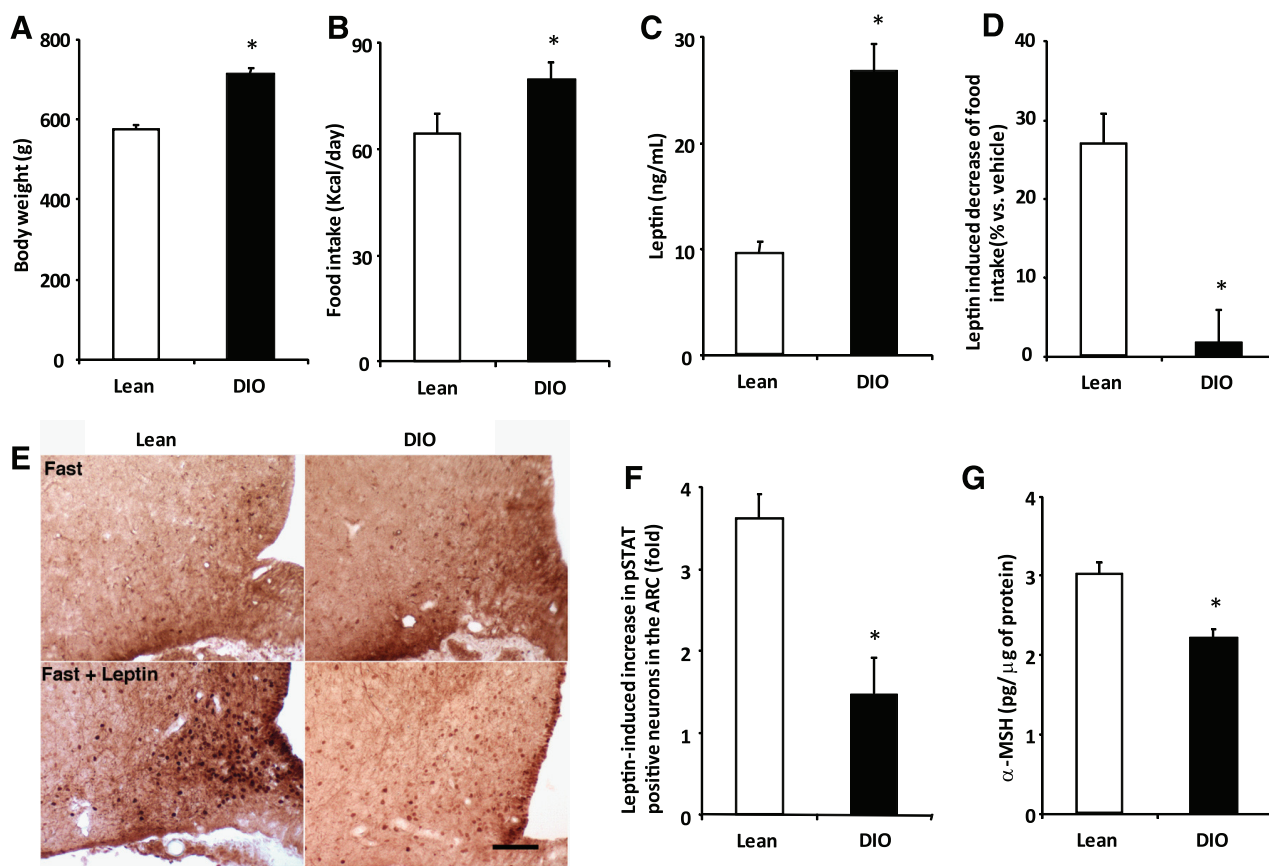 A
Body weight (g)
800
600
400
200
0
*
Lean
DIO
B
Food intake (Kcal/day)
90
60
30
0
*
Lean
DIO
C
Leptin (ng/mL)
30
20
10
0
*
Lean
DIO
D
Leptin induced decrease of food
intake(% vs. vehicle)
40
30
20
10
0
*
Lean
DIO
E
Lean
DIO
Fast
Fast + Leptin
F
Leptin-induced increase in pSTAT
positive neurons in the ARC (fold)
4
3
2
1
0
*
Lean
DIO
G
α-MSH (pg/ μg of protein)
4
3
2
1
0
*
Lean
DIO